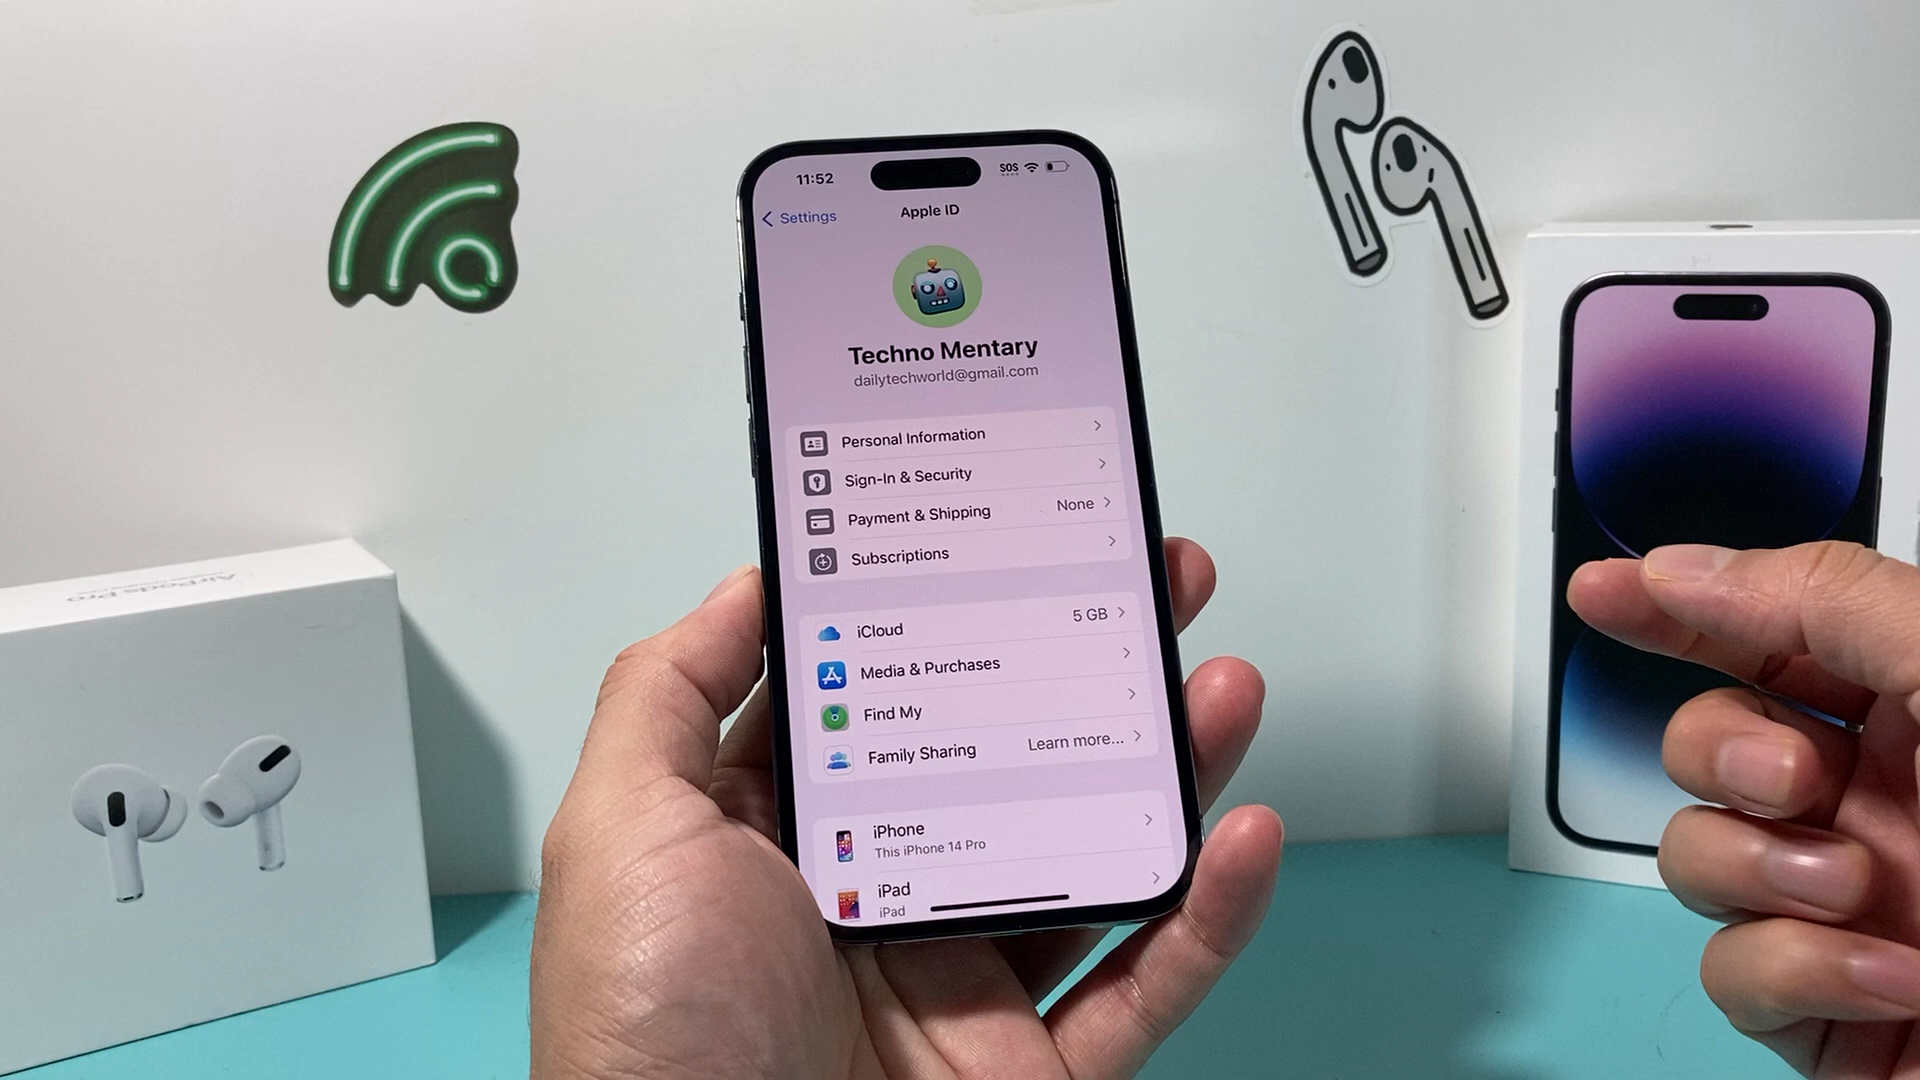 11:52
SOS
Settings
Apple ID
Techno Mentary
dailytechworld@gmail.com
Personal Information
Sign-In & Security
Payment & Shipping None
Subscriptions
iCloud 5 GB
Media & Purchases
Find My
Family Sharing Learn more...
iPhone
This iPhone 14 Pro
iPad
iPad
AirPods Pro